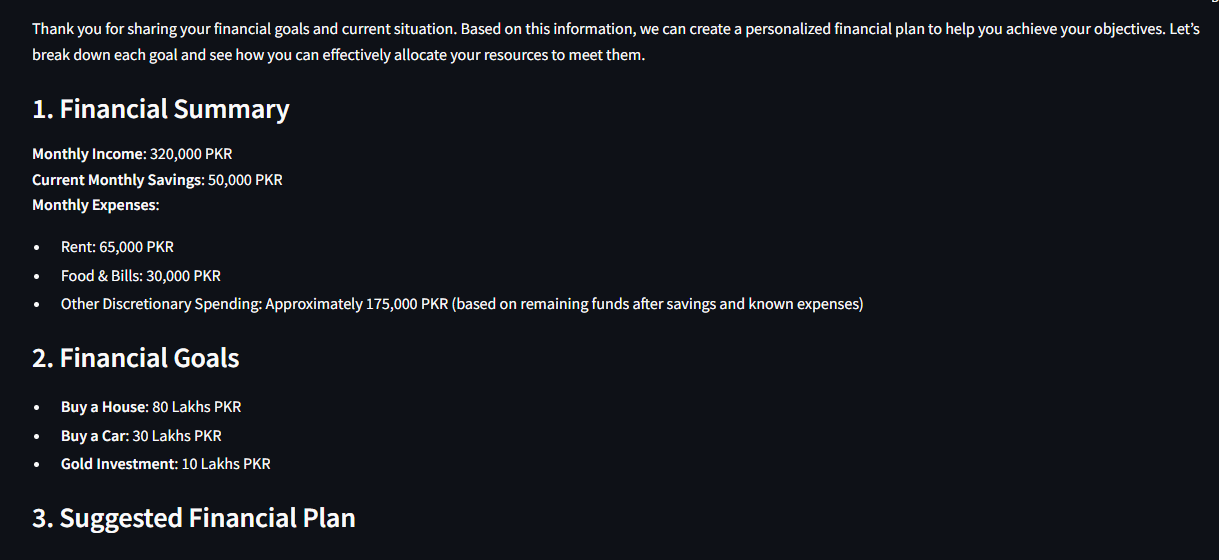 Thank you for sharing your financial goals and current situation. Based on this information, we can create a personalized financial plan to help you achieve your objectives. Let’s
break down each goal and see how you can effectively allocate your resources to meet them.
1. Financial Summary
Monthly Income: 320,000 PKR
Current Monthly Savings: 50,000 PKR
Monthly Expenses:
• Rent: 65,000 PKR
• Food & Bills: 30,000 PKR
• Other Discretionary Spending: Approximately 175,000 PKR (based on remaining funds after savings and known expenses)
2. Financial Goals
• Buy a House: 80 Lakhs PKR
• Buy a Car: 30 Lakhs PKR
• Gold Investment: 10 Lakhs PKR
3. Suggested Financial Plan